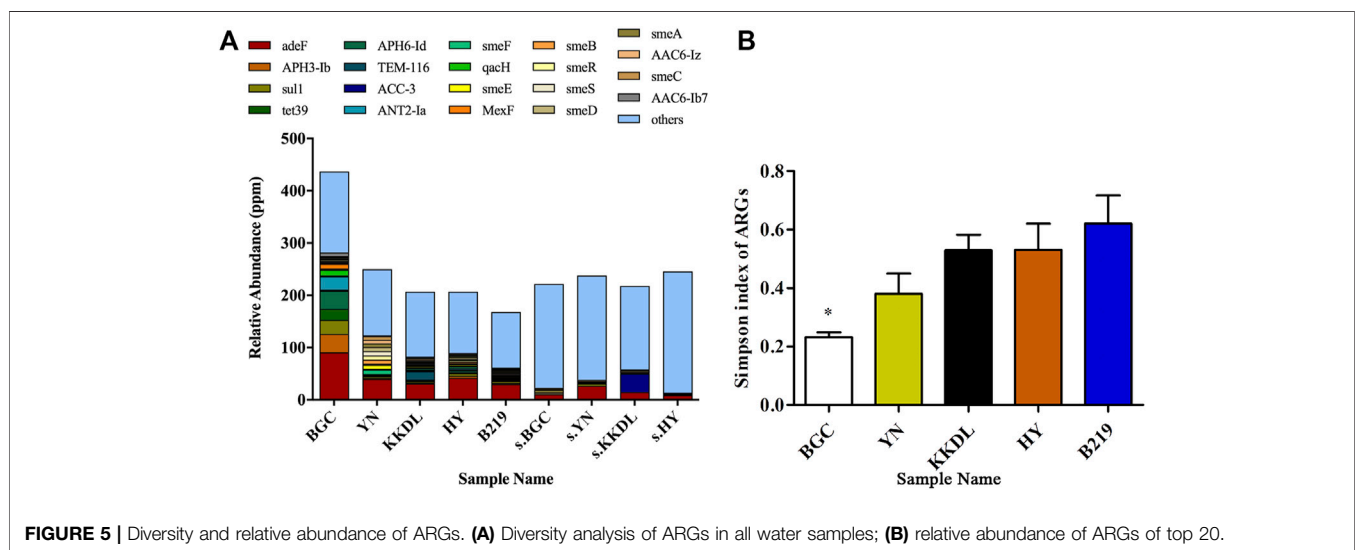 A
adeF
APH3-Ib
sul1
tet39
APH6-Id
TEM-116
ACC-3
ANT2-Ia
smeF
qacH
smeE
MexF
smeB
smeR
smeS
smeD
smeA
AAC6-Iz
smeC
AAC6-Ib7
others
Relative Abundance (ppm)
500
400
300
200
100
0
BGC
YN
KKDL
HY
B219
s.BGC
s.YN
s.KKDL
s.HY
Sample Name
B
Simpson index of ARGs
0.8
0.6
0.4
0.2
0.0
*
BGC
YN
KKDL
HY
B219
Sample Name
FIGURE 5 | Diversity and relative abundance of ARGs. (A) Diversity analysis of ARGs in all water samples; (B) relative abundance of ARGs of top 20.